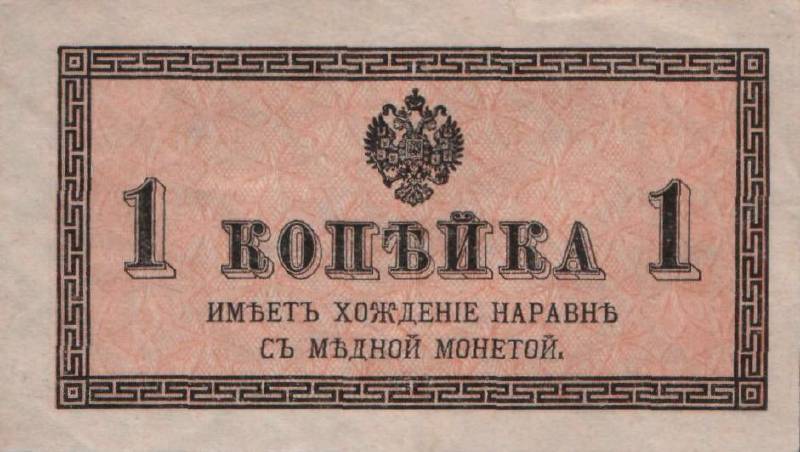 1 КОПѢЙКА 1
ИМѢЕТЪ ХОЖДЕНІЕ НАРАВНѢ
СЪ МѢДНОЙ МОНЕТОЙ.